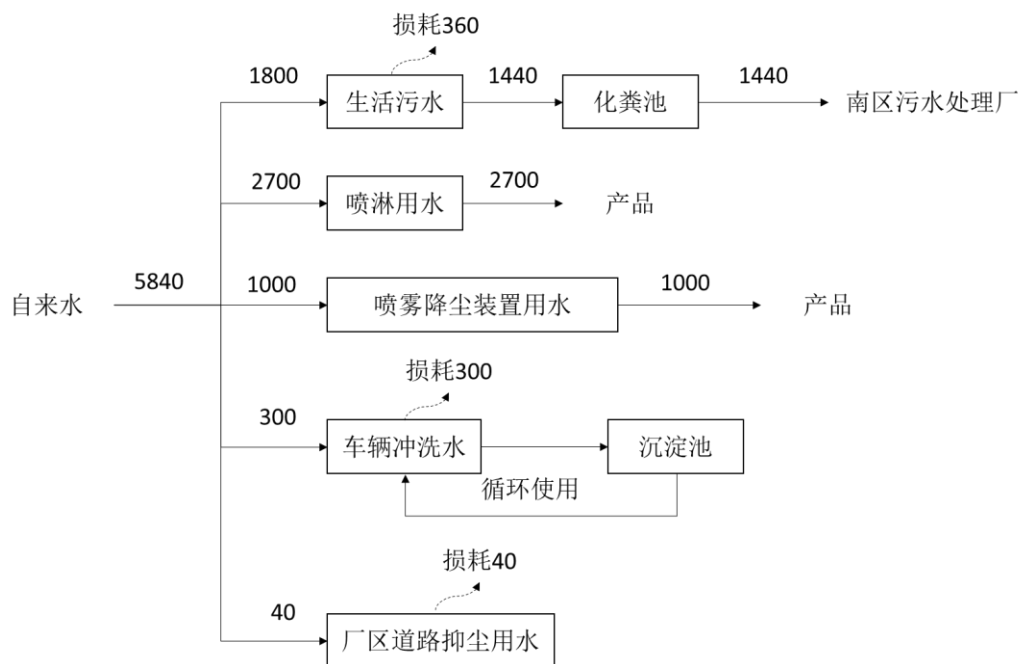 损耗360
1800
生活污水
1440
化粪池
1440
南区污水处理厂
2700
喷淋用水
2700
产品
自来水
5840
1000
喷雾降尘装置用水
1000
产品
损耗300
300
车辆冲洗水
沉淀池
循环使用
损耗40
40
厂区道路抑尘用水